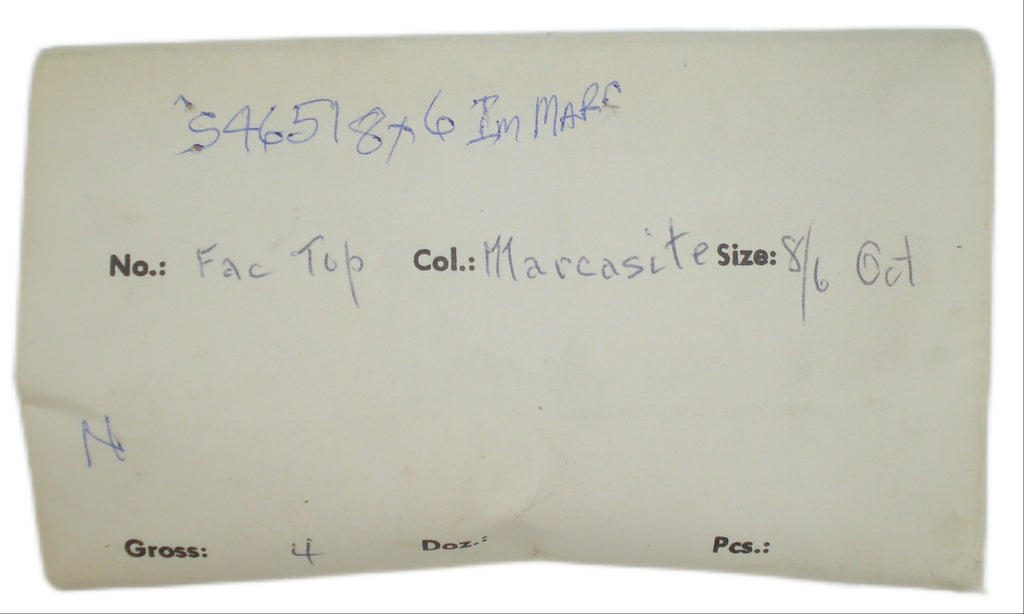 S4651 8x6 Im MARC
No.: Fac Top Col.: Marcasite Size: 8/6 Oct
N
Gross: 4 Doz.: Pcs.: